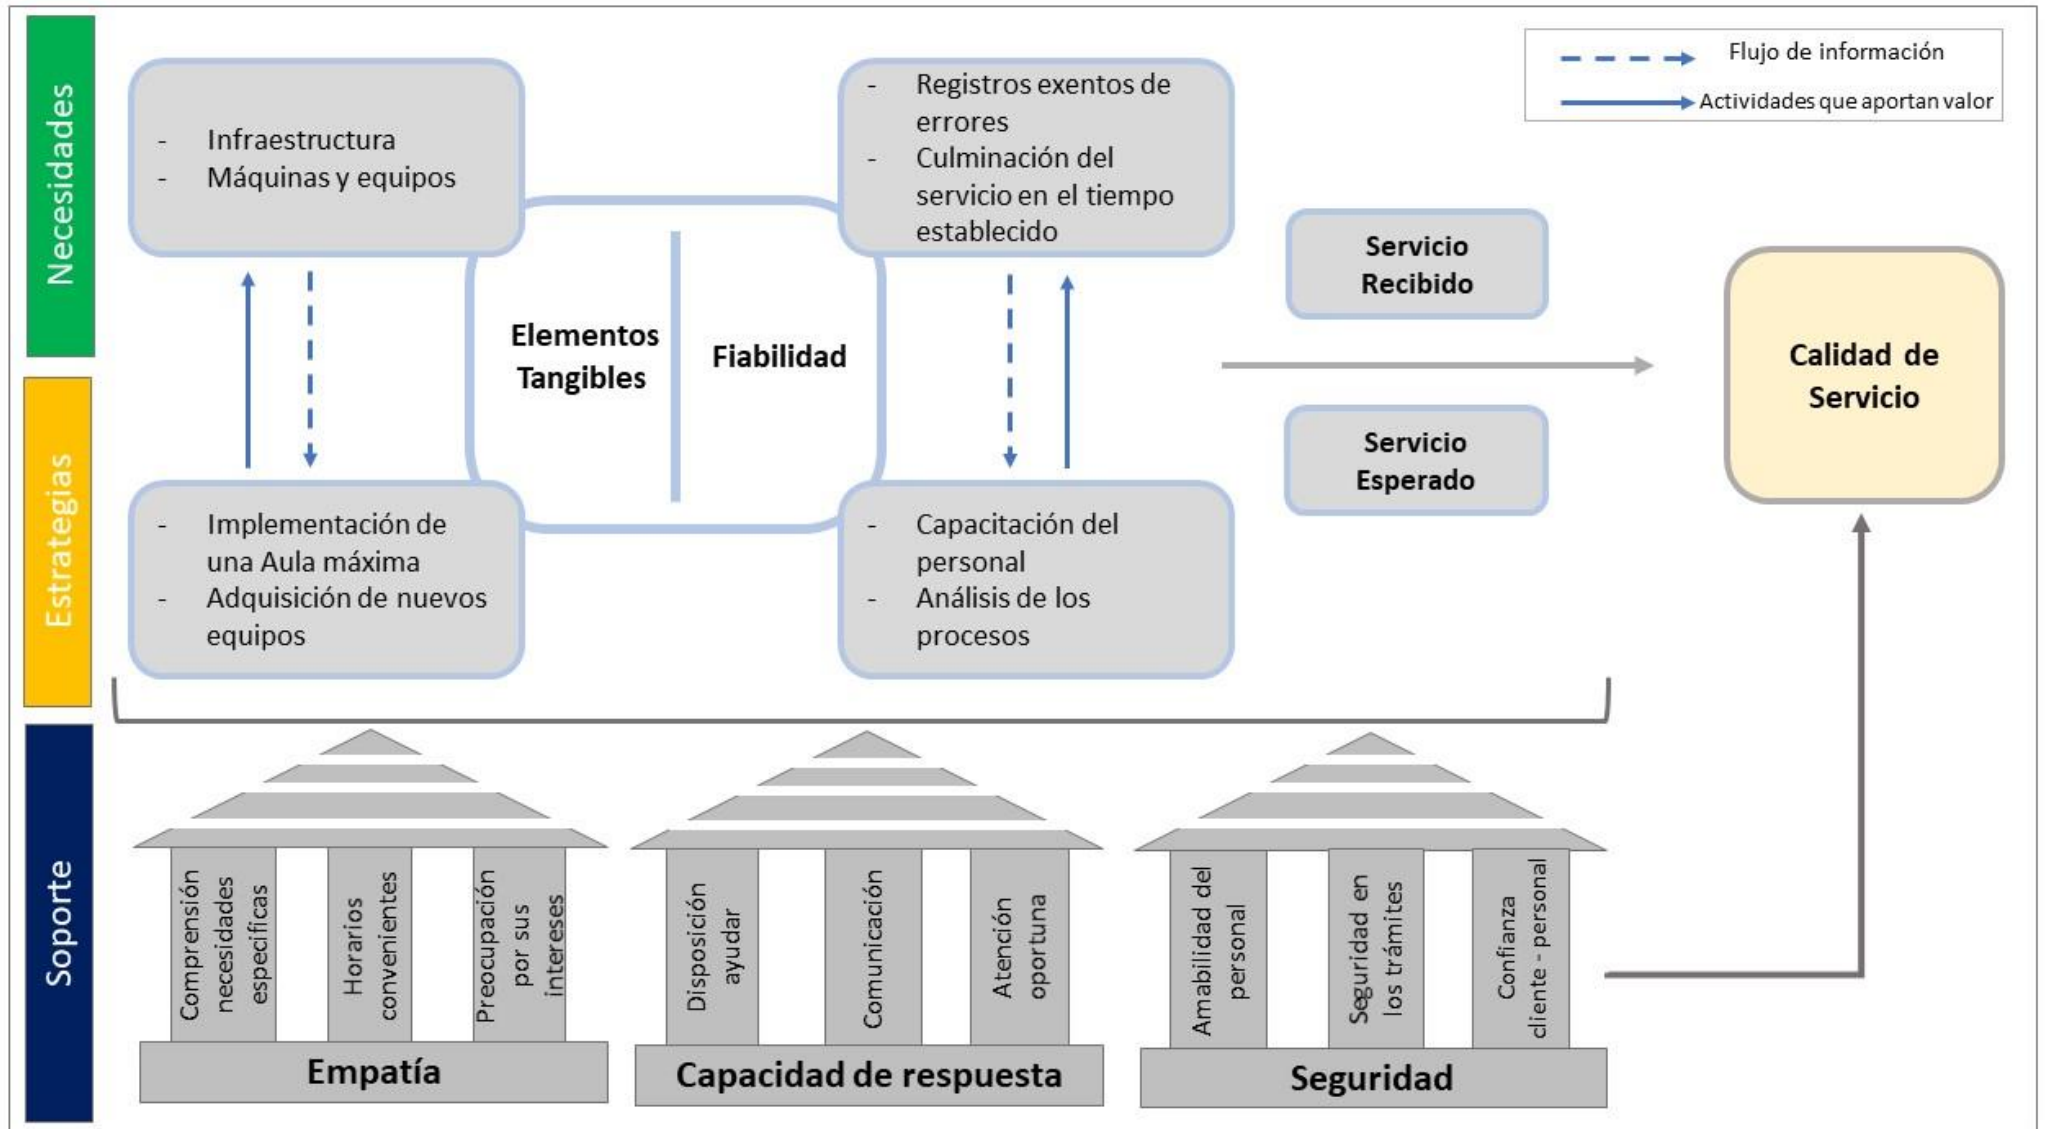 Necesidades
Estrategias
Soporte
- Infraestructura
- Máquinas y equipos
- Registros exentos de
errores
- Culminación del
servicio en el tiempo
establecido
Flujo de información
Actividades que aportan valor
Elementos
Tangibles
Fiabilidad
Servicio
Recibido
Servicio
Esperado
Calidad de
Servicio
- Implementación de
una Aula máxima
- Adquisición de nuevos
equipos
- Capacitación del
personal
- Análisis de los
procesos
Comprensión
necesidades
especificas
Horarios
convenientes
Preocupación
por sus
intereses
Empatía
Disposición
ayudar
Comunicación
Atención
oportuna
Capacidad de respuesta
Amabilidad del
personal
Seguridad en
los trámites
Confianza
cliente - personal
Seguridad